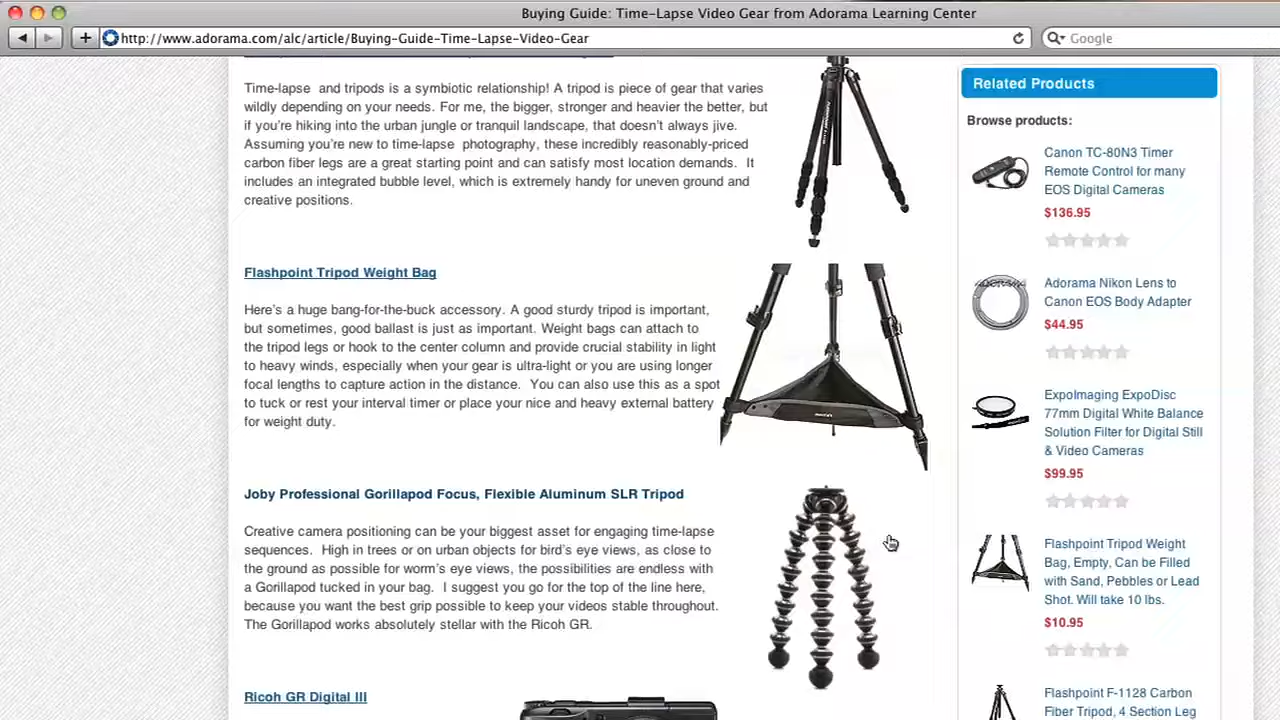 Buying Guide: Time-Lapse Video Gear from Adorama Learning Center
http://www.adorama.com/alc/article/Buying-Guide-Time-Lapse-Video-Gear
Google
Time-lapse and tripods is a symbiotic relationship! A tripod is piece of gear that varies
wildly depending on your needs. For me, the bigger, stronger and heavier the better, but
if you're hiking into the urban jungle or tranquil landscape, that doesn't always jive.
Assuming you're new to time-lapse photography, these incredibly reasonably-priced
carbon fiber legs are a great starting point and can satisfy most location demands. It
includes an integrated bubble level, which is extremely handy for uneven ground and
creative positions.
Flashpoint Tripod Weight Bag
Here's a huge bang-for-the-buck accessory. A good sturdy tripod is important,
but sometimes, good ballast is just as important. Weight bags can attach to
the tripod legs or hook to the center column and provide crucial stability in light
to heavy winds, especially when your gear is ultra-light or you are using longer
focal lengths to capture action in the distance. You can also use this as a spot
to tuck or rest your interval timer or place your nice and heavy external battery
for weight duty.
Joby Professional Gorillapod Focus, Flexible Aluminum SLR Tripod
Creative camera positioning can be your biggest asset for engaging time-lapse
sequences. High in trees or on urban objects for bird's eye views, as close to
the ground as possible for worm's eye views, the possibilities are endless with
a Gorillapod tucked in your bag. I suggest you go for the top of the line here,
because you want the best grip possible to keep your videos stable throughout.
The Gorillapod works absolutely stellar with the Ricoh GR.
Ricoh GR Digital III
Related Products
Browse products:
Canon TC-80N3 Timer
Remote Control for many
EOS Digital Cameras
$136.95
Adorama Nikon Lens to
Canon EOS Body Adapter
$44.95
ExpoImaging ExpoDisc
77mm Digital White Balance
Solution Filter for Digital Still
& Video Cameras
$99.95
Flashpoint Tripod Weight
Bag, Empty, Can be Filled
with Sand, Pebbles or Lead
Shot. Will take 10 lbs.
$10.95
Flashpoint F-1128 Carbon
Fiber Tripod, 4 Section Leg